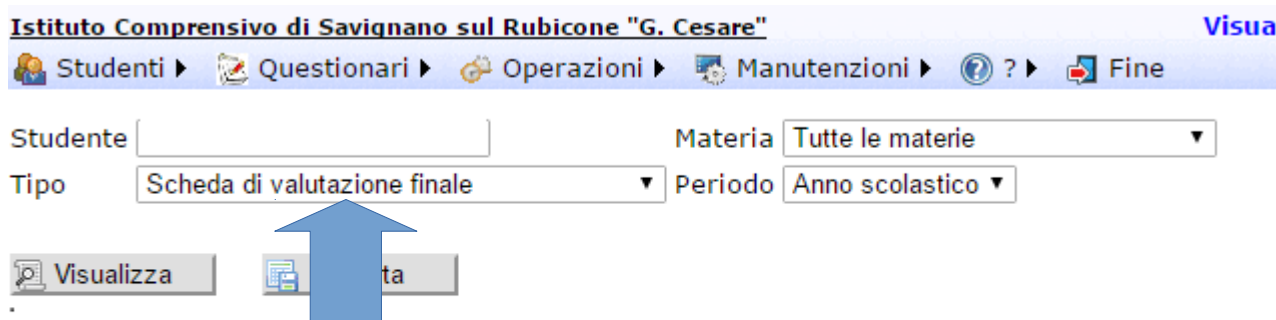 Istituto Comprensivo di Savignano sul Rubicone "G. Cesare" Visua
Studenti Questionari Operazioni Manutenzioni ? Fine
Studente Materia Tutte le materie
Tipo Scheda di valutazione finale Periodo Anno scolastico
Visualizza ta